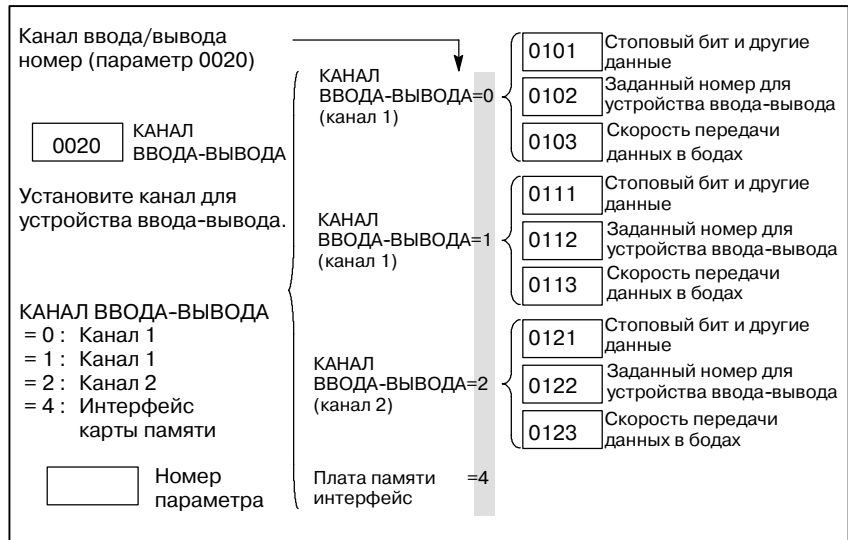 Канал ввода/вывода
номер (параметр 0020)
0020
КАНАЛ
ВВОДА-ВЫВОДА
Установите канал для
устройства ввода-вывода.
КАНАЛ ВВОДА-ВЫВОДА
= 0 : Канал 1
= 1 : Канал 1
= 2 : Канал 2
= 4 : Интерфейс
карты памяти
Номер
параметра
КАНАЛ
ВВОДА-ВЫВОДА=0
(канал 1)
0101
Стоповый бит и другие
данные
0102
Заданный номер для
устройства ввода-вывода
0103
Скорость передачи
данных в бодах
КАНАЛ
ВВОДА-ВЫВОДА=1
(канал 1)
0111
Стоповый бит и другие
данные
0112
Заданный номер для
устройства ввода-вывода
0113
Скорость передачи
данных в бодах
КАНАЛ
ВВОДА-ВЫВОДА=2
(канал 2)
0121
Стоповый бит и другие
данные
0122
Заданный номер для
устройства ввода-вывода
0123
Скорость передачи
данных в бодах
Плата памяти =4
интерфейс